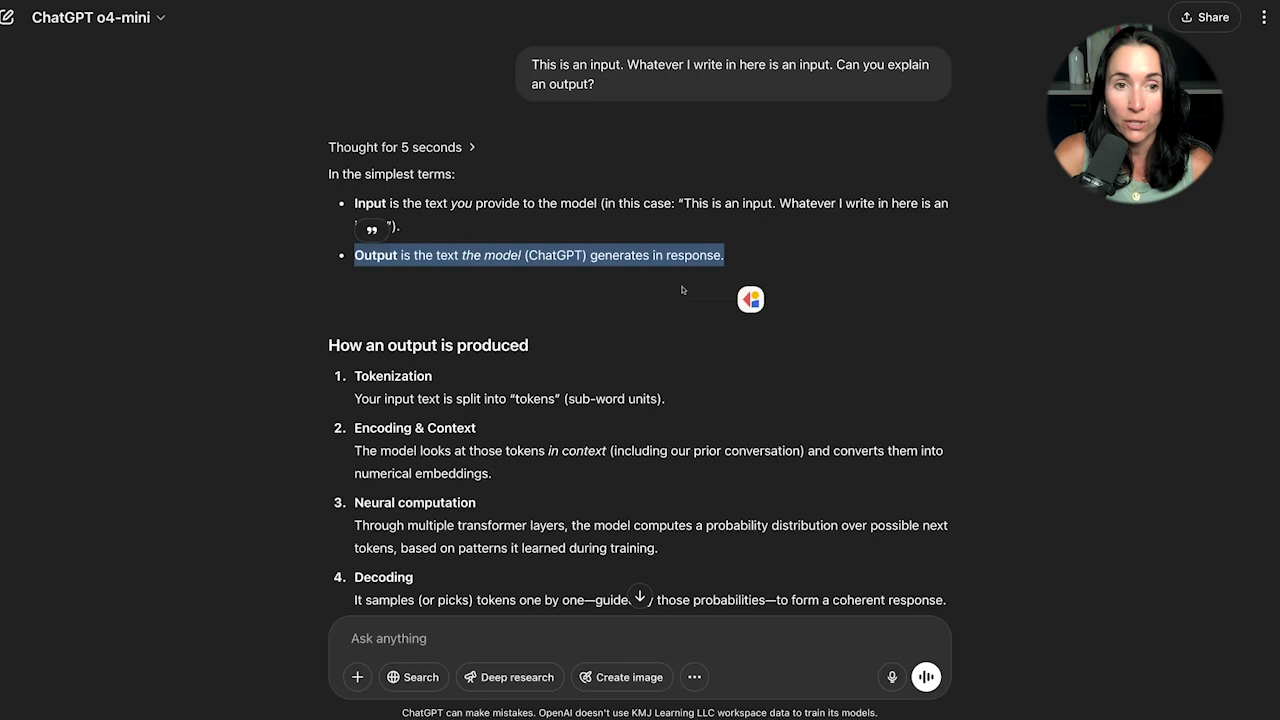 ChatGPT o4-mini
Share
This is an input. Whatever I write in here is an input. Can you explain
an output?
Thought for 5 seconds
In the simplest terms:
• Input is the text you provide to the model (in this case: “This is an input. Whatever I write in here is an
”).
• Output is the text the model (ChatGPT) generates in response.
How an output is produced
1. Tokenization
Your input text is split into “tokens” (sub-word units).
2. Encoding & Context
The model looks at those tokens in context (including our prior conversation) and converts them into
numerical embeddings.
3. Neural computation
Through multiple transformer layers, the model computes a probability distribution over possible next
tokens, based on patterns it learned during training.
4. Decoding
It samples (or picks) tokens one by one— those probabilities—to form a coherent response.
Ask anything
Search
Deep research
Create image
ChatGPT can make mistakes. OpenAI doesn't use KMJ Learning LLC workspace data to train its models.